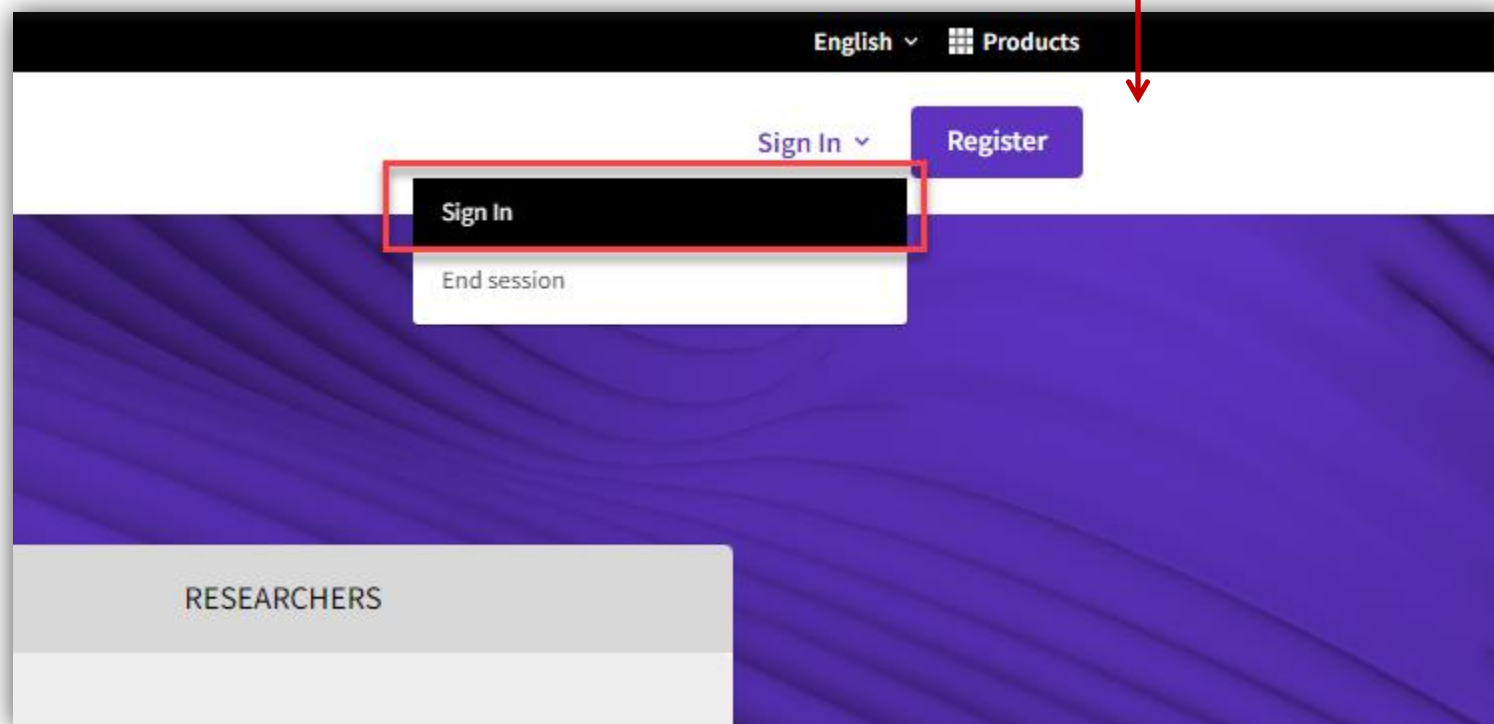 English Products
Sign In Register
Sign In
End session
RESEARCHERS